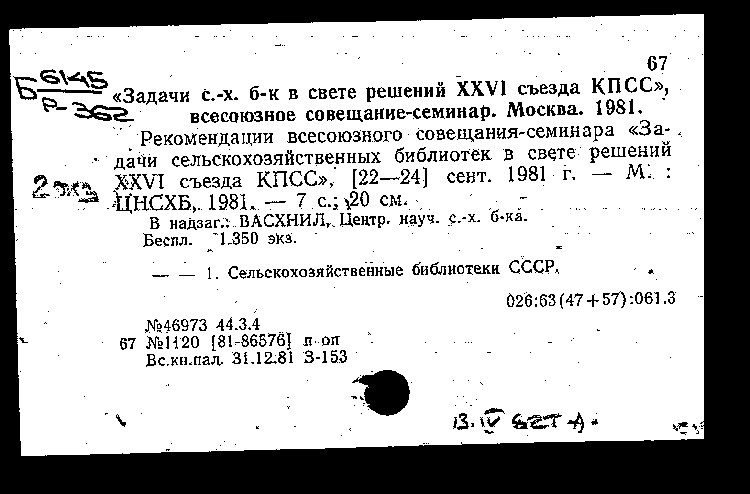 67
Б 6145
Р-362
«Задачи с.-х. б-к в свете решений XXVI съезда КПСС»,
всесоюзное совещание-семинар. Москва. 1981.
Рекомендации всесоюзного совещания-семинара «За-
дачи сельскохозяйственных библиотек в свете решений
XXVI съезда КПСС», [22—24] сент. 1981 г. — М. :
2 экз
ЦНСХБ, 1981. — 7 с.; 20 см.
В надзаг.: ВАСХНИЛ, Центр. науч. с.-х. б-ка.
Беспл. 1.350 экз.
— — 1. Сельскохозяйственные библиотеки СССР.
026:63(47+57):061.3
№46973 44.3.4
67 №1120 [81-86576] п оп
Вс.кн.пал. 31.12.81 З-153